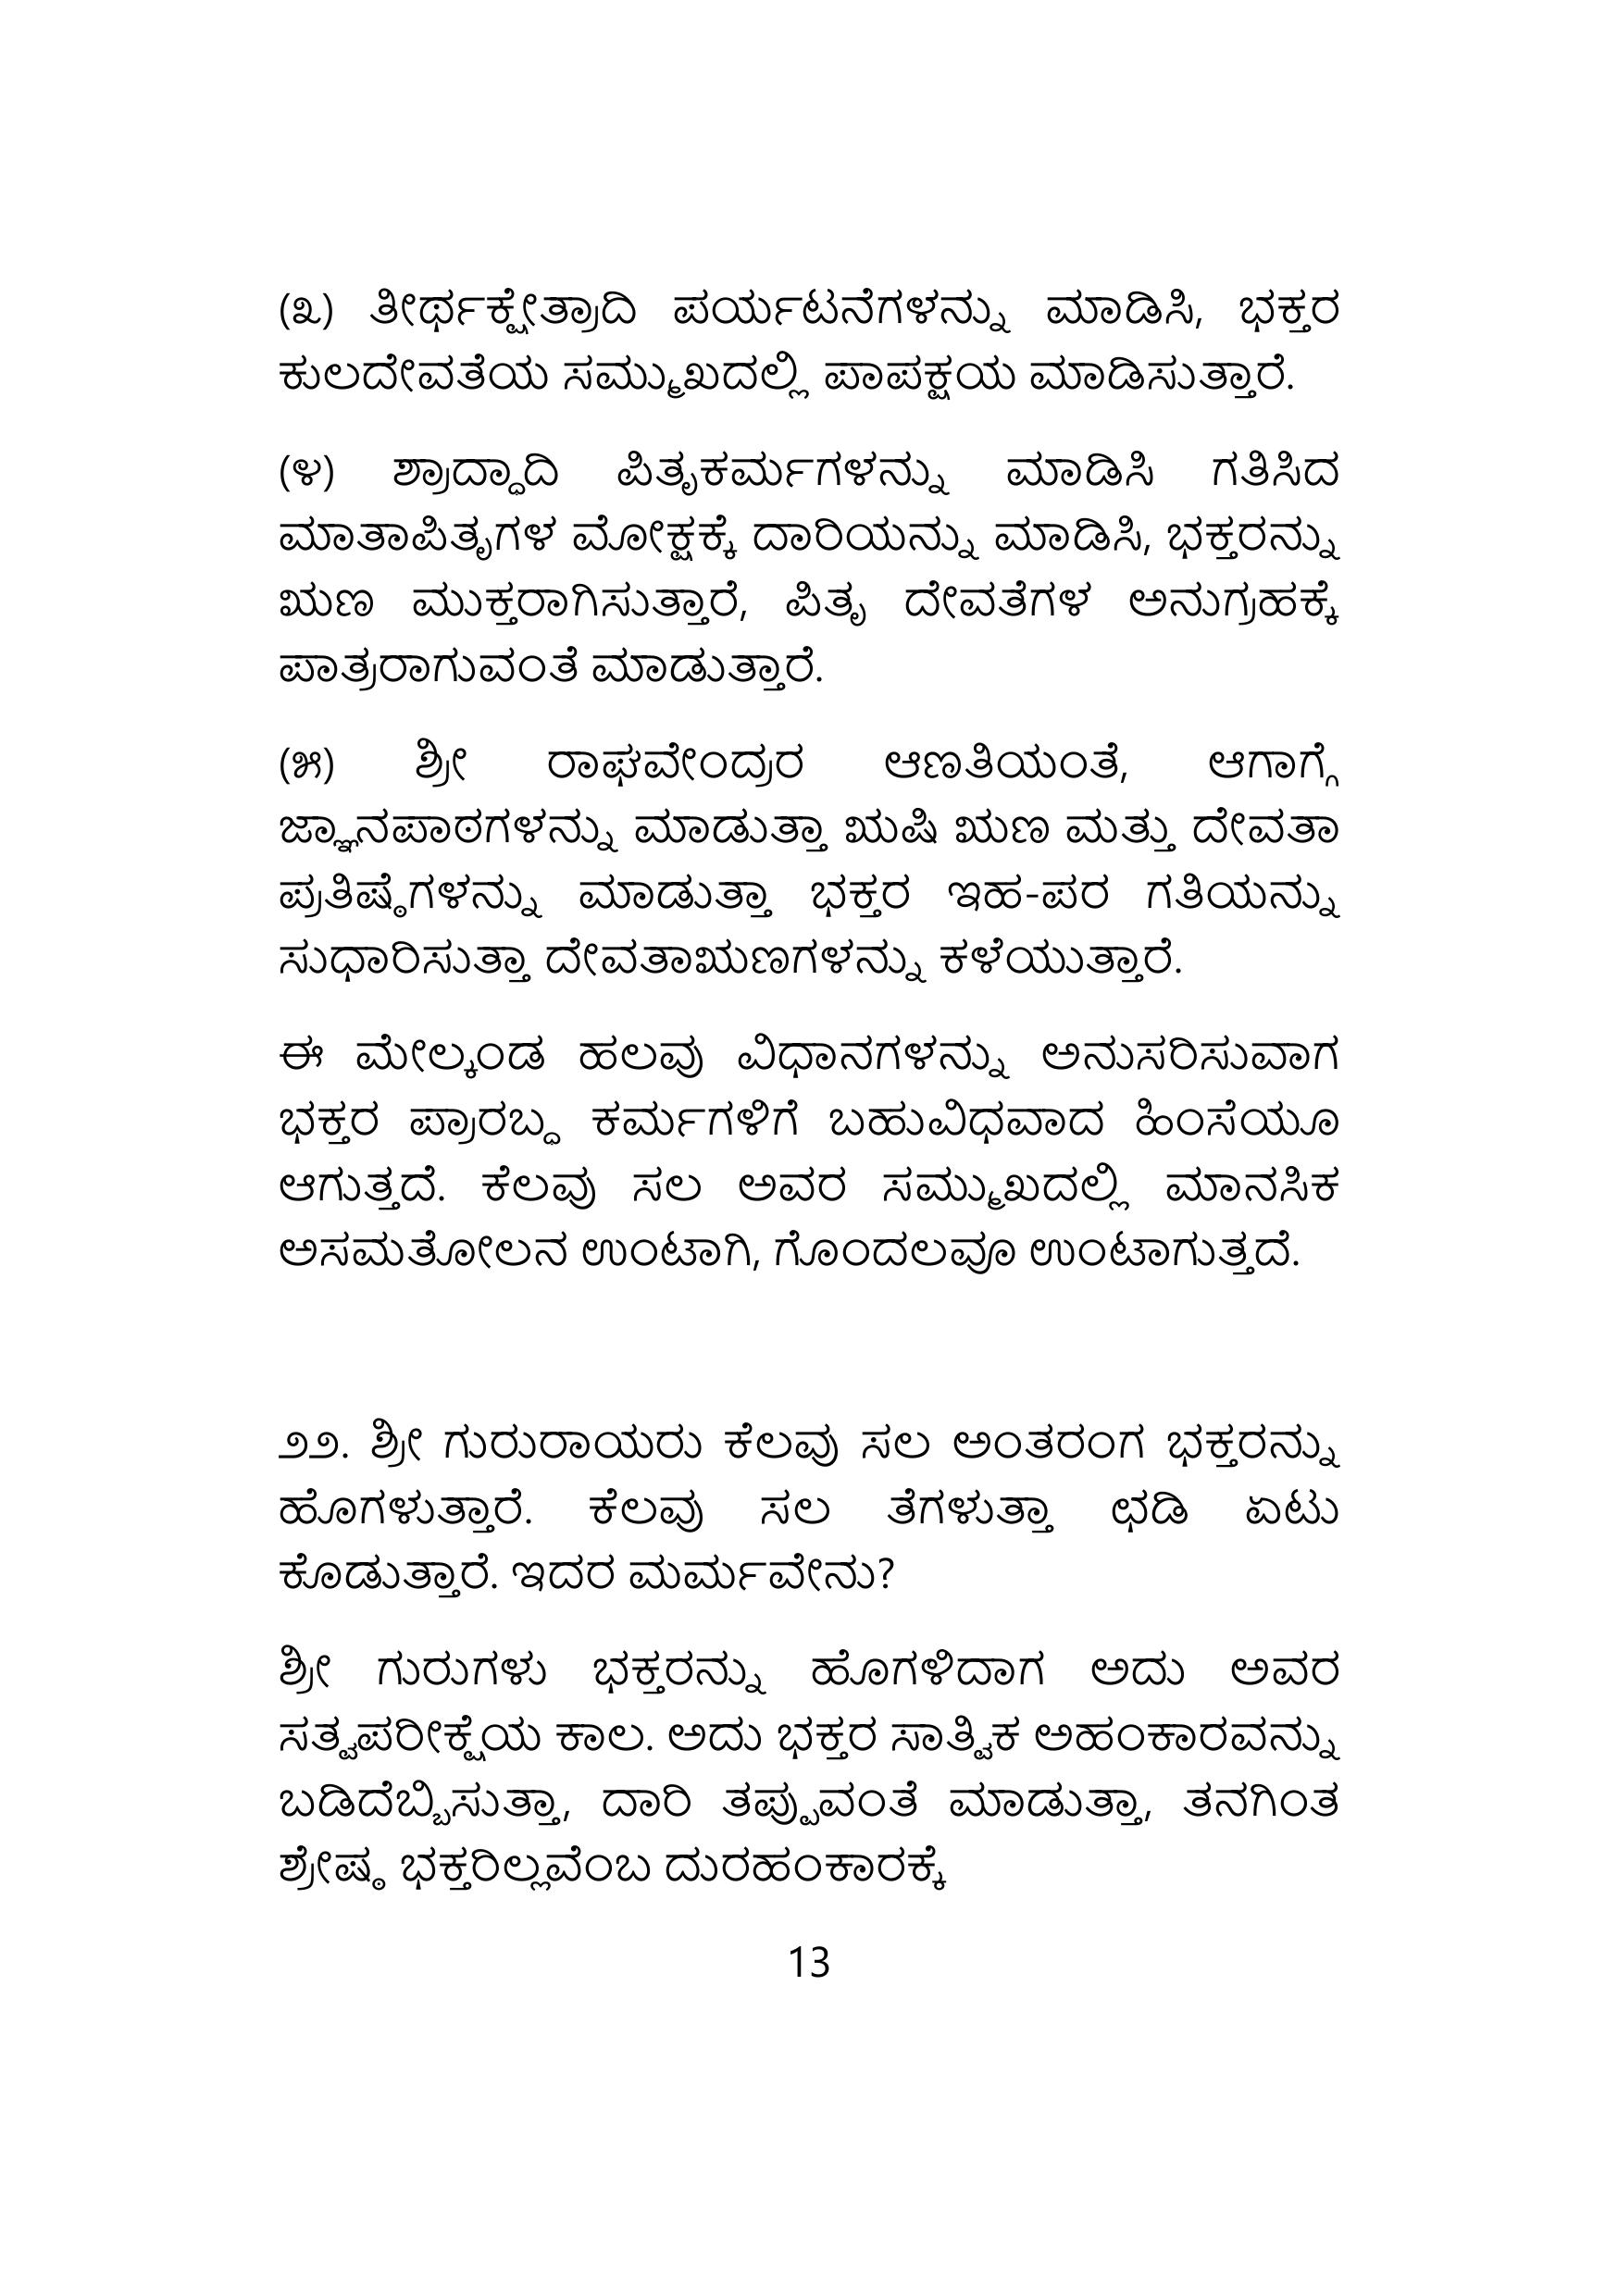 (೩) ತೀರ್ಥಕ್ಷೇತ್ರಾದಿ ಪರ್ಯಟನೆಗಳನ್ನು ಮಾಡಿಸಿ, ಭಕ್ತರ
ಕುಲದೇವತೆಯ ಸಮ್ಮುಖದಲ್ಲಿ ಪಾಪಕ್ಷಯ ಮಾಡಿಸುತ್ತಾರೆ.
(೪) ಶ್ರಾದ್ಧಾದಿ ಪಿತೃಕರ್ಮಗಳನ್ನು ಮಾಡಿಸಿ ಗತಿಸಿದ
ಮಾತಾಪಿತೃಗಳ ಮೋಕ್ಷಕ್ಕೆ ದಾರಿಯನ್ನು ಮಾಡಿಸಿ, ಭಕ್ತರನ್ನು
ಋಣ ಮುಕ್ತರಾಗಿಸುತ್ತಾರೆ, ಪಿತೃ ದೇವತೆಗಳ ಅನುಗ್ರಹಕ್ಕೆ
ಪಾತ್ರರಾಗುವಂತೆ ಮಾಡುತ್ತಾರೆ.
(೫) ಶ್ರೀ ರಾಘವೇಂದ್ರರ ಆಣತಿಯಂತೆ, ಆಗಾಗ್ಗೆ
ಜ್ಞಾನಪಾಠಗಳನ್ನು ಮಾಡುತ್ತಾ ಋಷಿ ಋಣ ಮತ್ತು ದೇವತಾ
ಪ್ರತಿಷ್ಠೆಗಳನ್ನು ಮಾಡುತ್ತಾ ಭಕ್ತರ ಇಹ-ಪರ ಗತಿಯನ್ನು
ಸುಧಾರಿಸುತ್ತಾ ದೇವತಾಋಣಗಳನ್ನು ಕಳೆಯುತ್ತಾರೆ.
ಈ ಮೇಲ್ಕಂಡ ಹಲವು ವಿಧಾನಗಳನ್ನು ಅನುಸರಿಸುವಾಗ
ಭಕ್ತರ ಪ್ರಾರಬ್ಧ ಕರ್ಮಗಳಿಗೆ ಬಹುವಿಧವಾದ ಹಿಂಸೆಯೂ
ಆಗುತ್ತದೆ. ಕೆಲವು ಸಲ ಅವರ ಸಮ್ಮುಖದಲ್ಲಿ ಮಾನಸಿಕ
ಅಸಮತೋಲನ ಉಂಟಾಗಿ, ಗೊಂದಲವೂ ಉಂಟಾಗುತ್ತದೆ.
೨೨. ಶ್ರೀ ಗುರುರಾಯರು ಕೆಲವು ಸಲ ಅಂತರಂಗ ಭಕ್ತರನ್ನು
ಹೊಗಳುತ್ತಾರೆ. ಕೆಲವು ಸಲ ತೆಗಳುತ್ತಾ ಛಡಿ ಏಟು
ಕೊಡುತ್ತಾರೆ. ಇದರ ಮರ್ಮವೇನು?
ಶ್ರೀ ಗುರುಗಳು ಭಕ್ತರನ್ನು ಹೊಗಳಿದಾಗ ಅದು ಅವರ
ಸತ್ವಪರೀಕ್ಷೆಯ ಕಾಲ. ಅದು ಭಕ್ತರ ಸಾತ್ವಿಕ ಅಹಂಕಾರವನ್ನು
ಬಡಿದೆಬ್ಬಿಸುತ್ತಾ, ದಾರಿ ತಪ್ಪುವಂತೆ ಮಾಡುತ್ತಾ, ತನಗಿಂತ
ಶ್ರೇಷ್ಠ ಭಕ್ತರಿಲ್ಲವೆಂಬ ದುರಹಂಕಾರಕ್ಕೆ
13